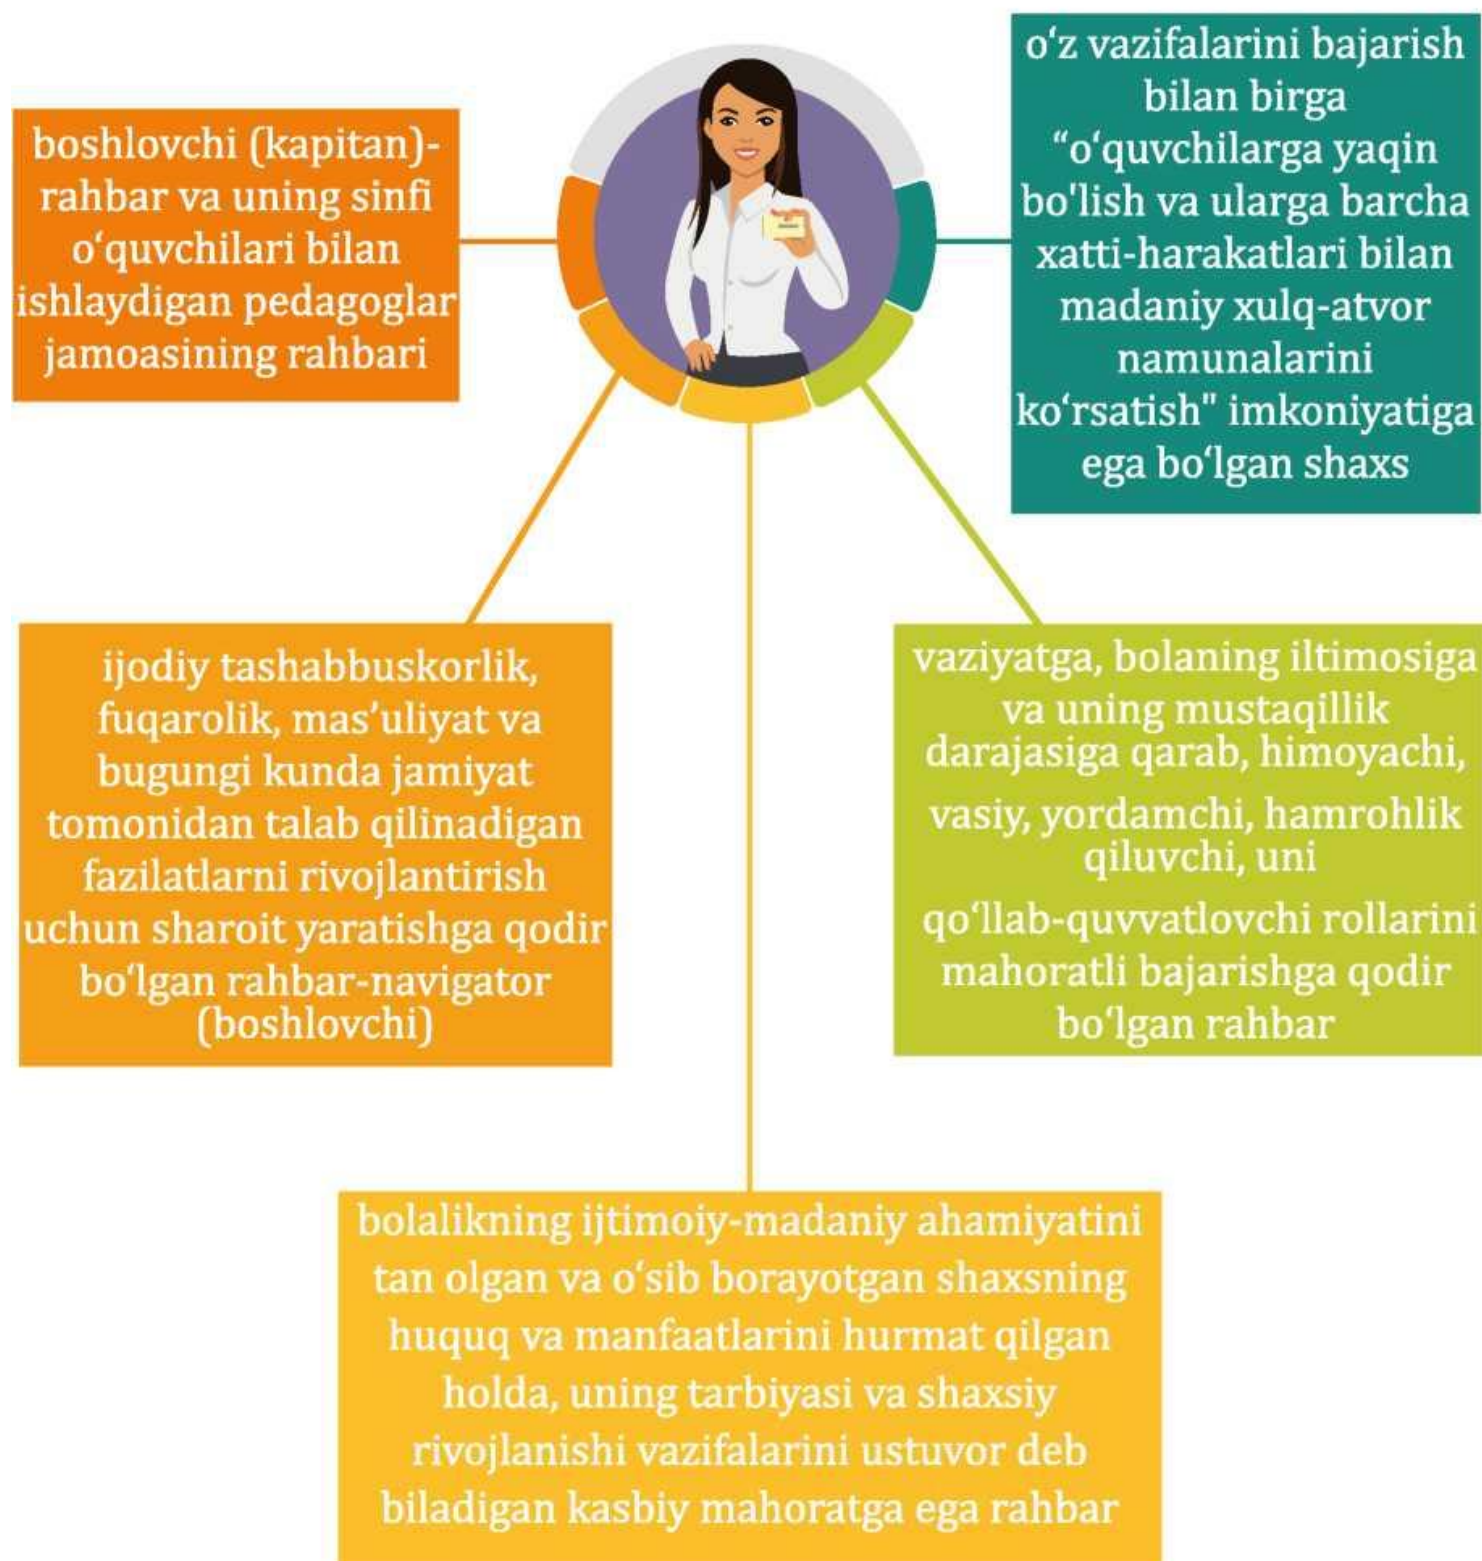 boshlovchi (kapitan)-
rahbar va uning sinfi
o‘quvchilari bilan
ishlaydigan pedagoglar
jamoasining rahbari
o‘z vazifalarini bajarish
bilan birga
“o‘quvchilarga yaqin
bo'lish va ularga barcha
xatti-harakatlari bilan
madaniy xulq-atvor
namunalarini
ko‘rsatish" imkoniyatiga
ega bo‘lgan shaxs
ijodiy tashabbuskorlik,
fuqarolik, mas’uliyat va
bugungi kunda jamiyat
tomonidan talab qilinadigan
fazilatlarni rivojlantirish
uchun sharoit yaratishga qodir
bo‘lgan rahbar-navigator
(boshlovchi)
vaziyatga, bolaning iltimosiga
va uning mustaqillik
darajasiga qarab, himoyachi,
vasiy, yordamchi, hamrohlik
qiluvchi, uni
qo‘llab-quvvatlovchi rollarini
mahoratli bajarishga qodir
bo‘lgan rahbar
bolalikning ijtimoiy-madaniy ahamiyatini
tan olgan va o‘sib borayotgan shaxsning
huquq va manfaatlarini hurmat qilgan
holda, uning tarbiyasi va shaxsiy
rivojlanishi vazifalarini ustuvor deb
biladigan kasbiy mahoratga ega rahbar